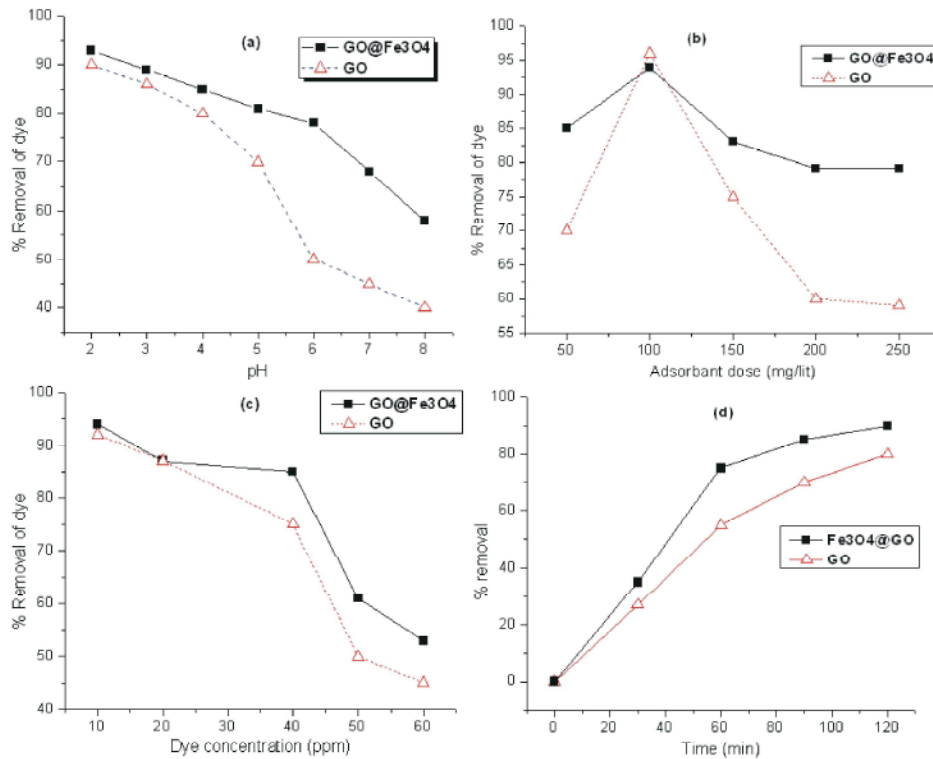 (a)
GO@Fe3O4
GO
% Removal of dye
100
90
80
70
60
50
40
2 3 4 5 6 7 8
pH
(b)
GO@Fe3O4
GO
% Removal of dye
100
95
90
85
80
75
70
65
60
55
50 100 150 200 250
Adsorbant dose (mg/lit)
(c)
GO@Fe3O4
GO
% Removal of dye
100
90
80
70
60
50
40
10 20 30 40 50 60
Dye concentration (ppm)
(d)
Fe3O4@GO
GO
% removal
100
80
60
40
20
0
0 20 40 60 80 100 120
Time (min)